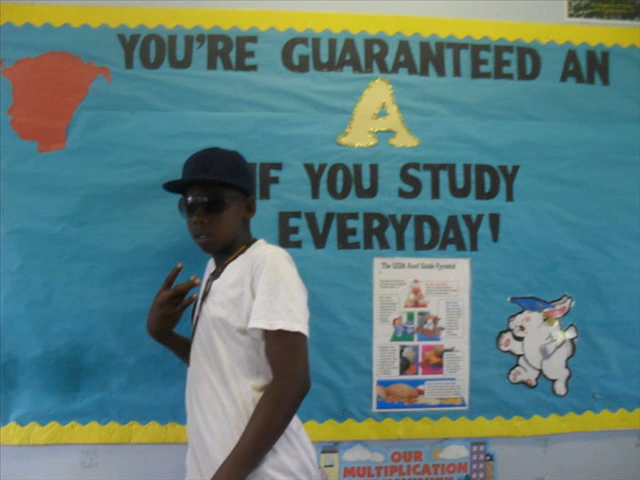 YOU'RE GUARANTEED AN
A
IF YOU STUDY
EVERYDAY!
The USDA Food Guide Pyramid
OUR
MULTIPLICATION